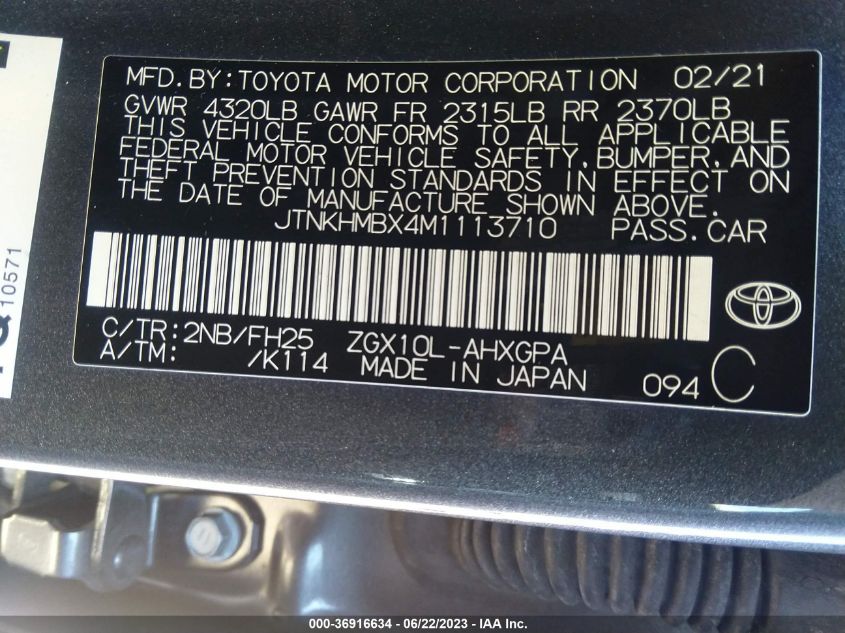 MFD. BY: TOYOTA MOTOR CORPORATION 02/21
GVWR 4320LB GAWR FR 2315LB RR 2370LB
THIS VEHICLE CONFORMS TO ALL APPLICABLE
FEDERAL MOTOR VEHICLE SAFETY, BUMPER, AND
THEFT PREVENTION STANDARDS IN EFFECT ON
THE DATE OF MANUFACTURE SHOWN ABOVE.
JTNKHMBX4M1113710 PASS. CAR
C/TR: 2NB/FH25 ZGX10L-AHXGPA
A/TM: /K114 MADE IN JAPAN 094 C
10571
000-36916634 - 06/22/2023 - IAA Inc.